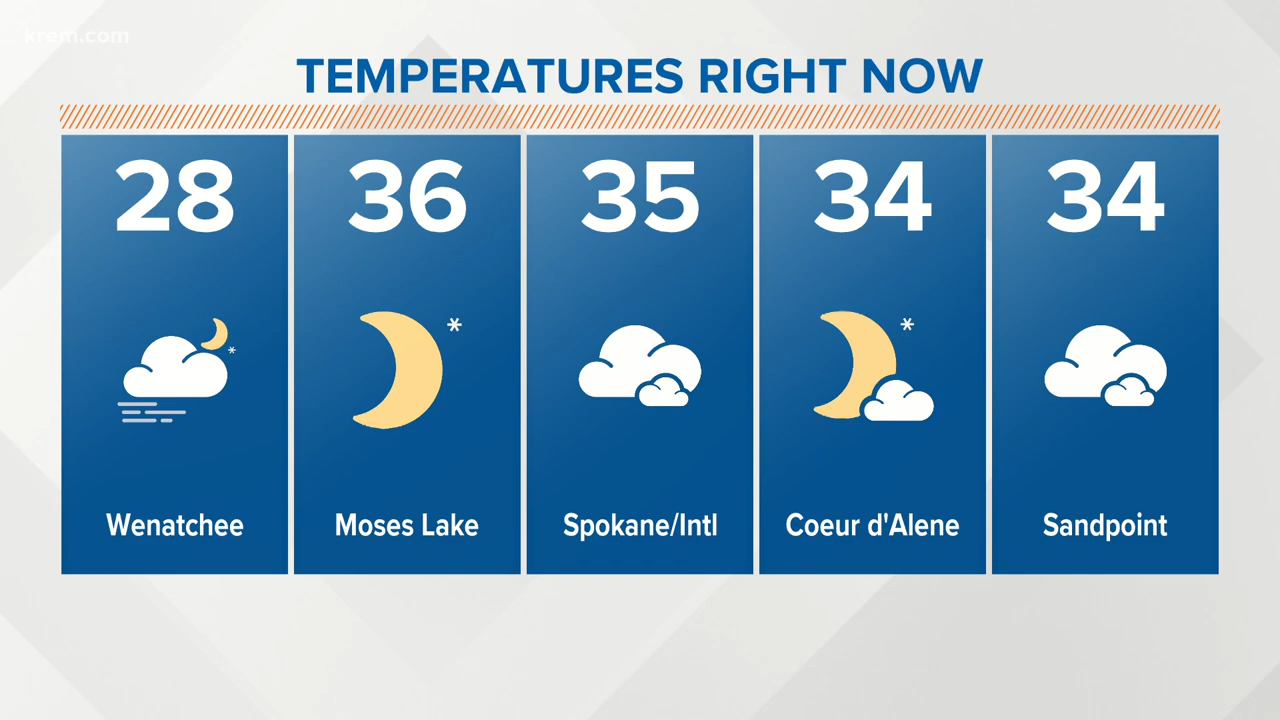 krem.com
TEMPERATURES RIGHT NOW
28
36
35
34
34
Wenatchee
Moses Lake
Spokane/Intl
Coeur d'Alene
Sandpoint